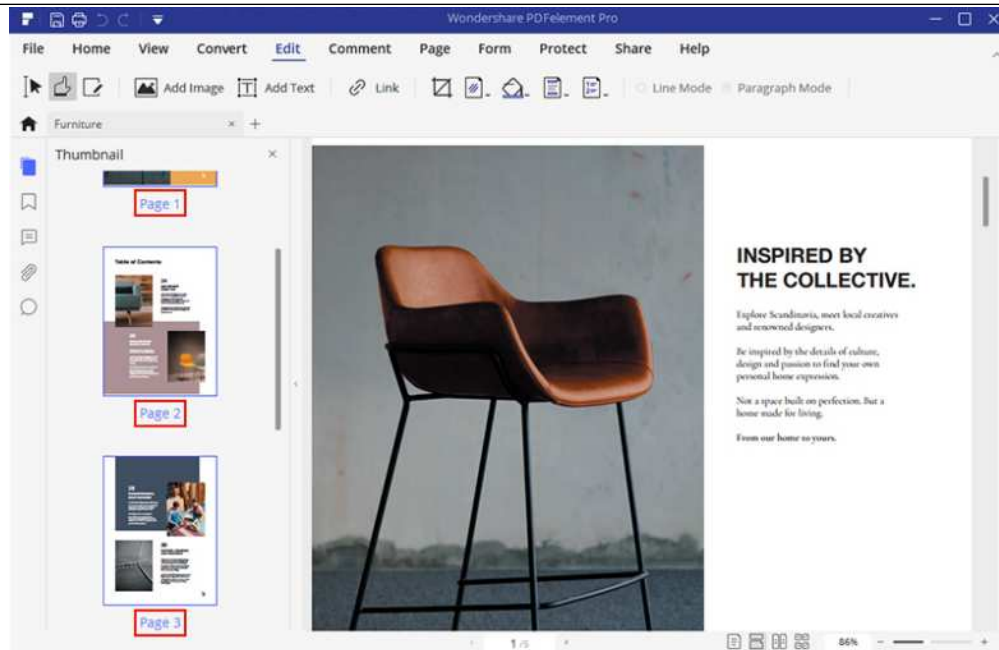 Wondershare PDFelement Pro
File Home View Convert Edit Comment Page Form Protect Share Help
Add Image Add Text Link Line Mode Paragraph Mode
Furniture
Thumbnail
Page 1
Table of Contents
Page 2
Page 3
INSPIRED BY
THE COLLECTIVE.
Explore Scandinavia, meet local creatives
and renowned designers.
Be inspired by the details of culture,
design and passion to find your own
personal home expression.
Not a space built on perfection. But a
home made for living.
From our home to yours.
1 /5
86%